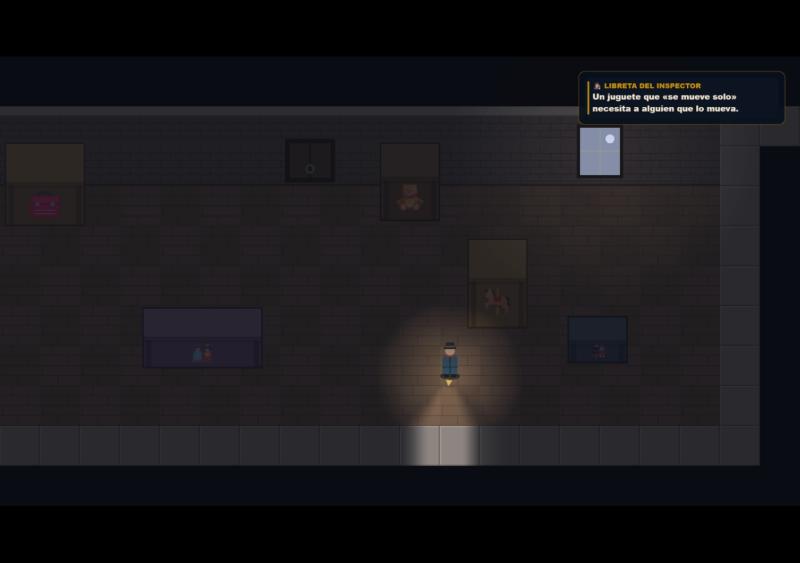 LIBRETA DEL INSPECTOR
Un juguete que «se mueve solo»
necesita a alguien que lo mueva.